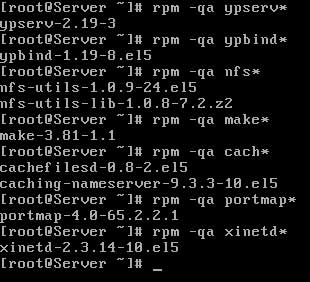 [root@Server ~]# rpm -qa ypserv*
ypserv-2.19-3
[root@Server ~]# rpm -qa ypbind*
ypbind-1.19-8.el5
[root@Server ~]# rpm -qa nfs*
nfs-utils-1.0.9-24.el5
nfs-utils-lib-1.0.8-7.2.z2
[root@Server ~]# rpm -qa make*
make-3.81-1.1
[root@Server ~]# rpm -qa cach*
cachefilesd-0.8-2.el5
caching-nameserver-9.3.3-10.el5
[root@Server ~]# rpm -qa portmap*
portmap-4.0-65.2.2.1
[root@Server ~]# rpm -qa xinetd*
xinetd-2.3.14-10.el5
[root@Server ~]# _